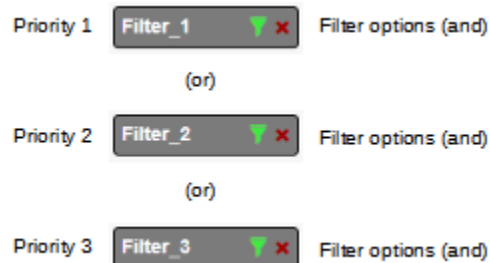 Priority 1 Filter_1 Filter options (and)
(or)
Priority 2 Filter_2 Filter options (and)
(or)
Priority 3 Filter_3 Filter options (and)